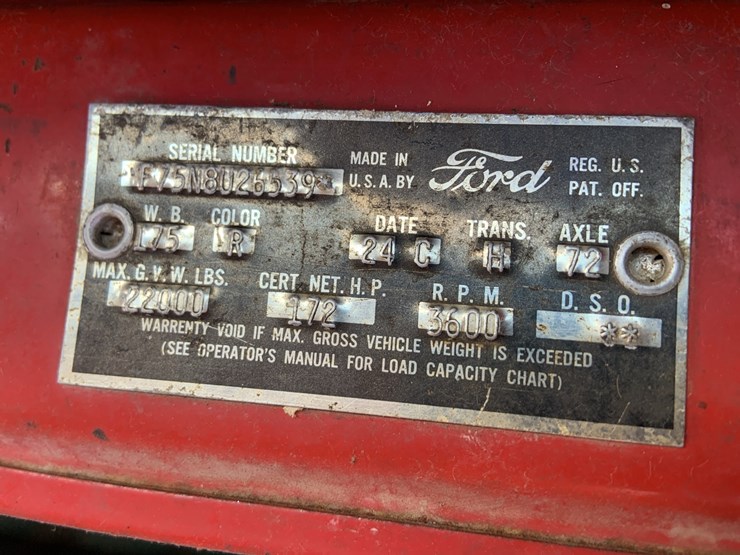 SERIAL NUMBER
F75N8U26539*
MADE IN
U.S.A. BY
Ford
REG. U.S.
PAT. OFF.
W. B. COLOR DATE TRANS. AXLE
175 R 24 C H 72
MAX. G. V. W. LBS. CERT. NET. H. P. R. P. M. D. S. O.
22000 172 3600 **
WARRENTY VOID IF MAX. GROSS VEHICLE WEIGHT IS EXCEEDED
(SEE OPERATOR'S MANUAL FOR LOAD CAPACITY CHART)